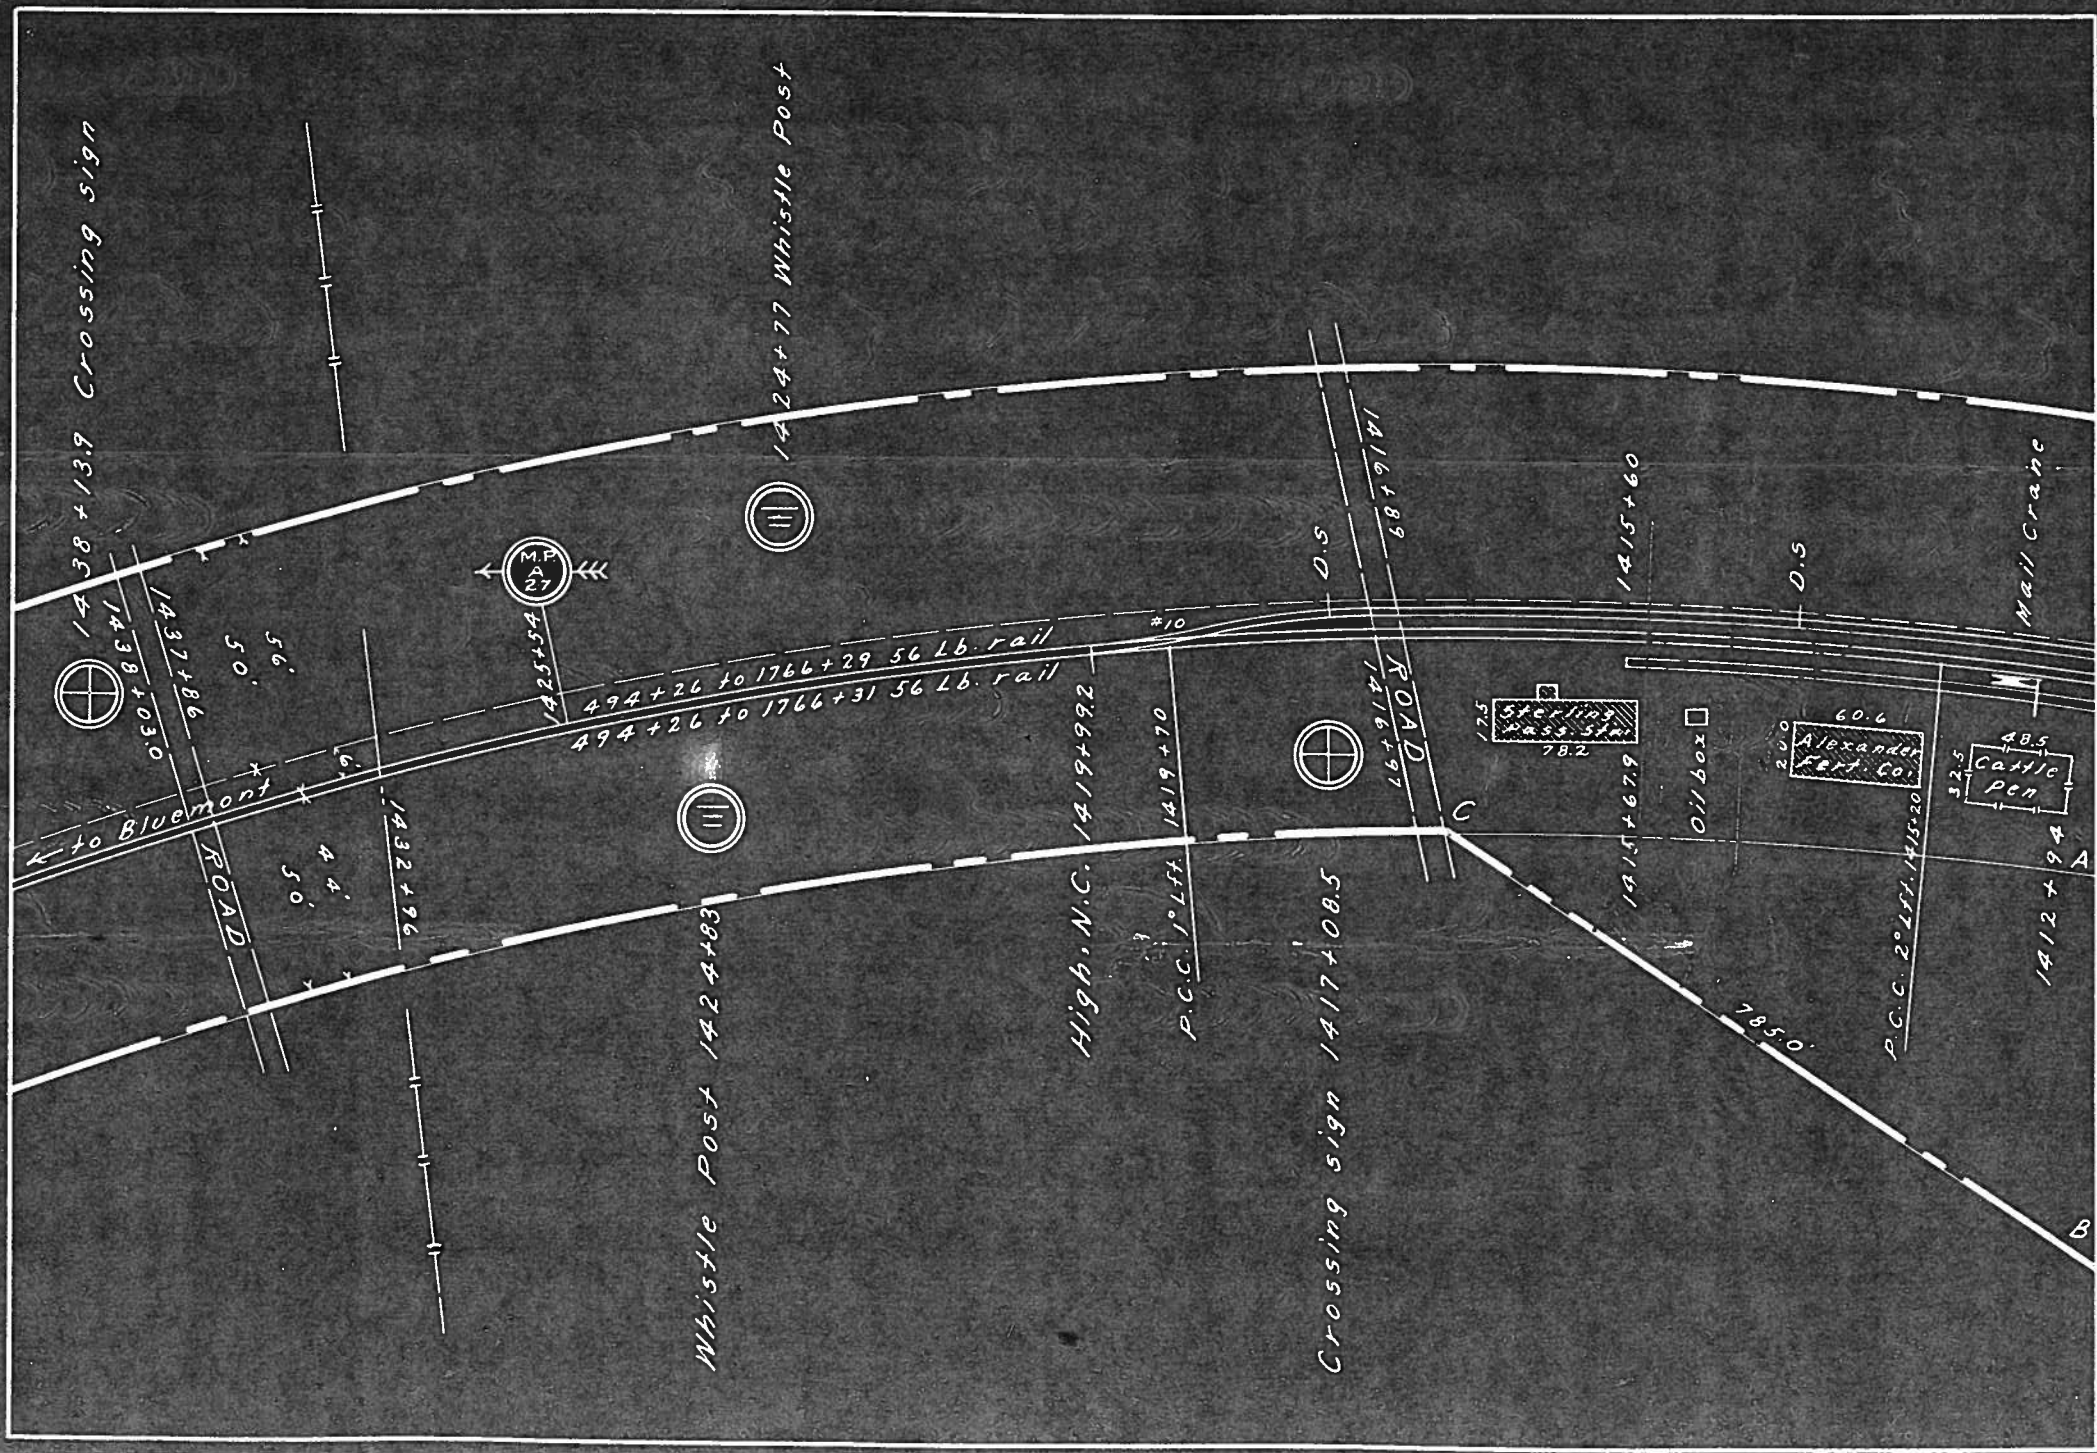 1438+13.9 Crossing sign
1438+03.0
1437+86
56'
50'
6'
← to Bluemont
ROAD
44'
50'
1432+96
M.P.
A
27
1425+54
1424+77 Whistle Post
494+26 to 1766+29 56 Lb. rail
494+26 to 1766+31 56 Lb. rail
Whistle Post 1424+83
#10
High. N.C. 1419+99.2
P.C.C. 1° Lft. 1419+70
D.S
1416+89
ROAD
1416+97
Crossing sign 1417+08.5
C
17.5
Sterling
Pass. Sta
78.2
1415+60
1415+67.9
Oil box
D.S
60.6
Alexander
Fert. Co.
P.C.C. 2° Lft. 1415+20
Mail Crane
48.5
32.5
Cattle
Pen
1412+94
A
785.0'
B